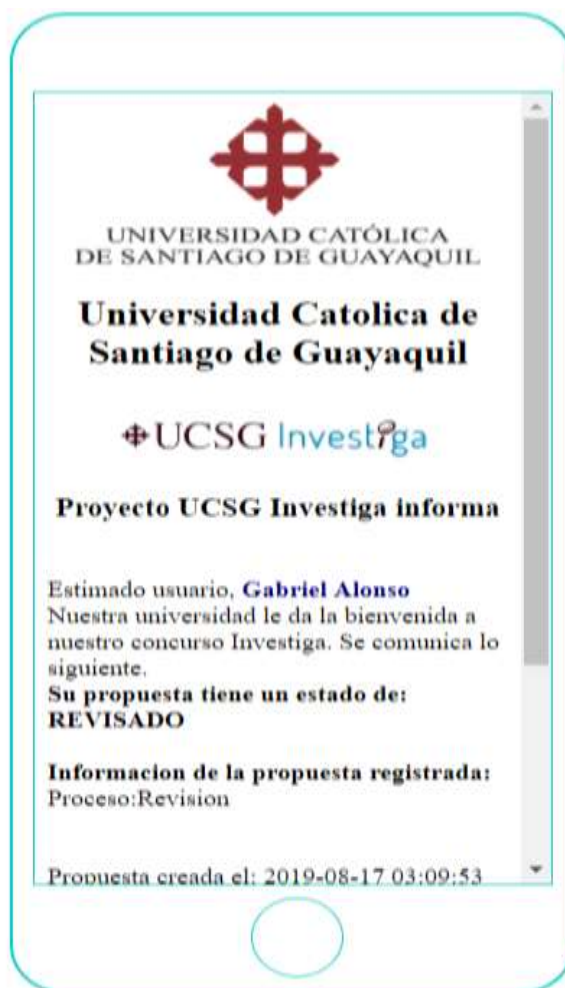 UNIVERSIDAD CATÓLICA
DE SANTIAGO DE GUAYAQUIL
Universidad Catolica de
Santiago de Guayaquil
UCSG Investiga
Proyecto UCSG Investiga informa
Estimado usuario, Gabriel Alonso
Nuestra universidad le da la bienvenida a
nuestro concurso Investiga. Se comunica lo
siguiente.
Su propuesta tiene un estado de:
REVISADO
Informacion de la propuesta registrada:
Proceso:Revision
Propuesta creada el: 2019-08-17 03:09:53